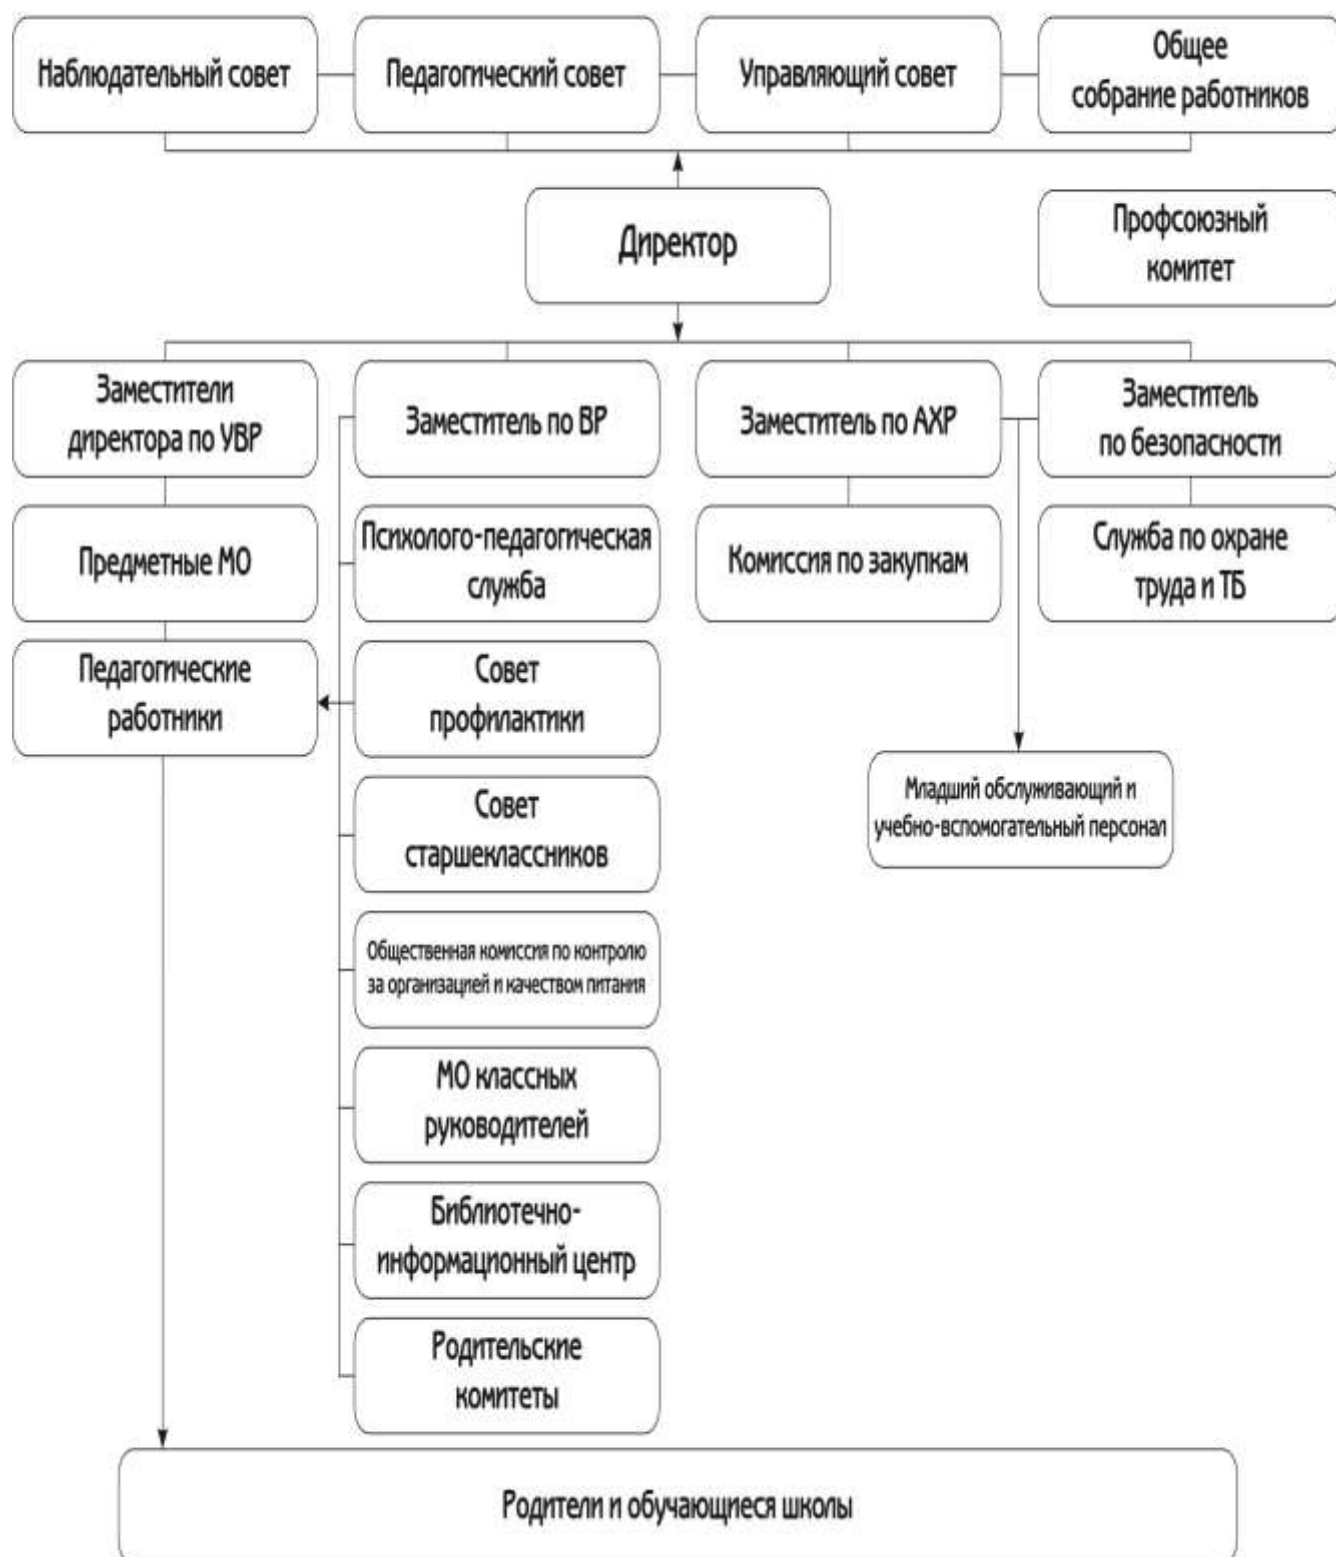 Наблюдательный совет
Педагогический совет
Управляющий совет
Общее
собрание работников
Директор
Профсоюзный
комитет
Заместители
директора по УВР
Заместитель по ВР
Заместитель по АХР
Заместитель
по безопасности
Предметные МО
Психолого-педагогическая
служба
Комиссия по закупкам
Служба по охране
труда и ТБ
Педагогические
работники
Совет
профилактики
Младший обслуживающий и
учебно-вспомогательный персонал
Совет
старшеклассников
Общественная комиссия по контролю
за организацией и качеством питания
МО классных
руководителей
Библиотечно-
информационный центр
Родительские
комитеты
Родители и обучающиеся школы